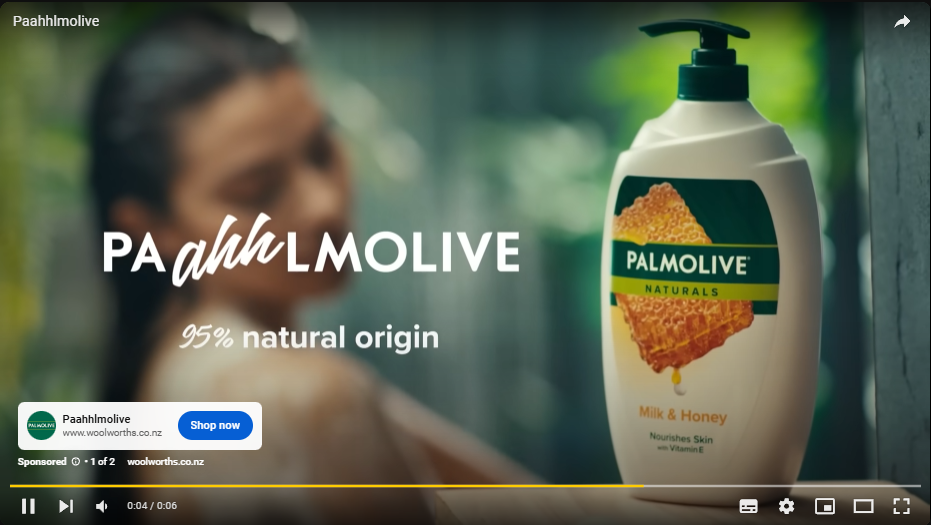 Paahhlmolive
PAahhLMOLIVE
95% natural origin
PALMOLIVE
NATURALS
Milk & Honey
Nourishes Skin
with Vitamin E
PALMOLIVE
Paahhlmolive
www.woolworths.co.nz
Shop now
Sponsored • 1 of 2 woolworths.co.nz
0:04 / 0:06